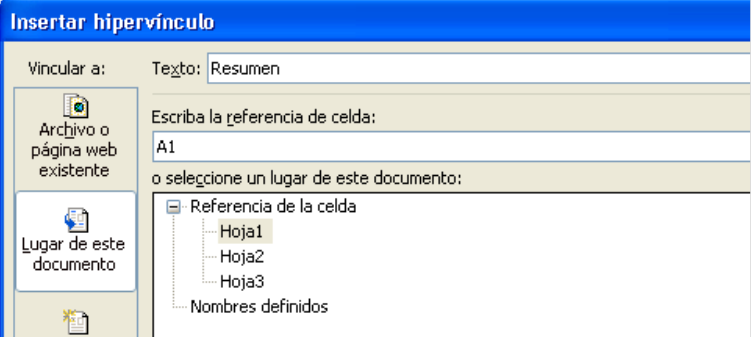 Insertar hipervínculo
Vincular a:
Texto: Resumen
Archivo o
página web
existente
Escriba la referencia de celda:
A1
o seleccione un lugar de este documento:
Lugar de este
documento
Referencia de la celda
Hoja1
Hoja2
Hoja3
Nombres definidos